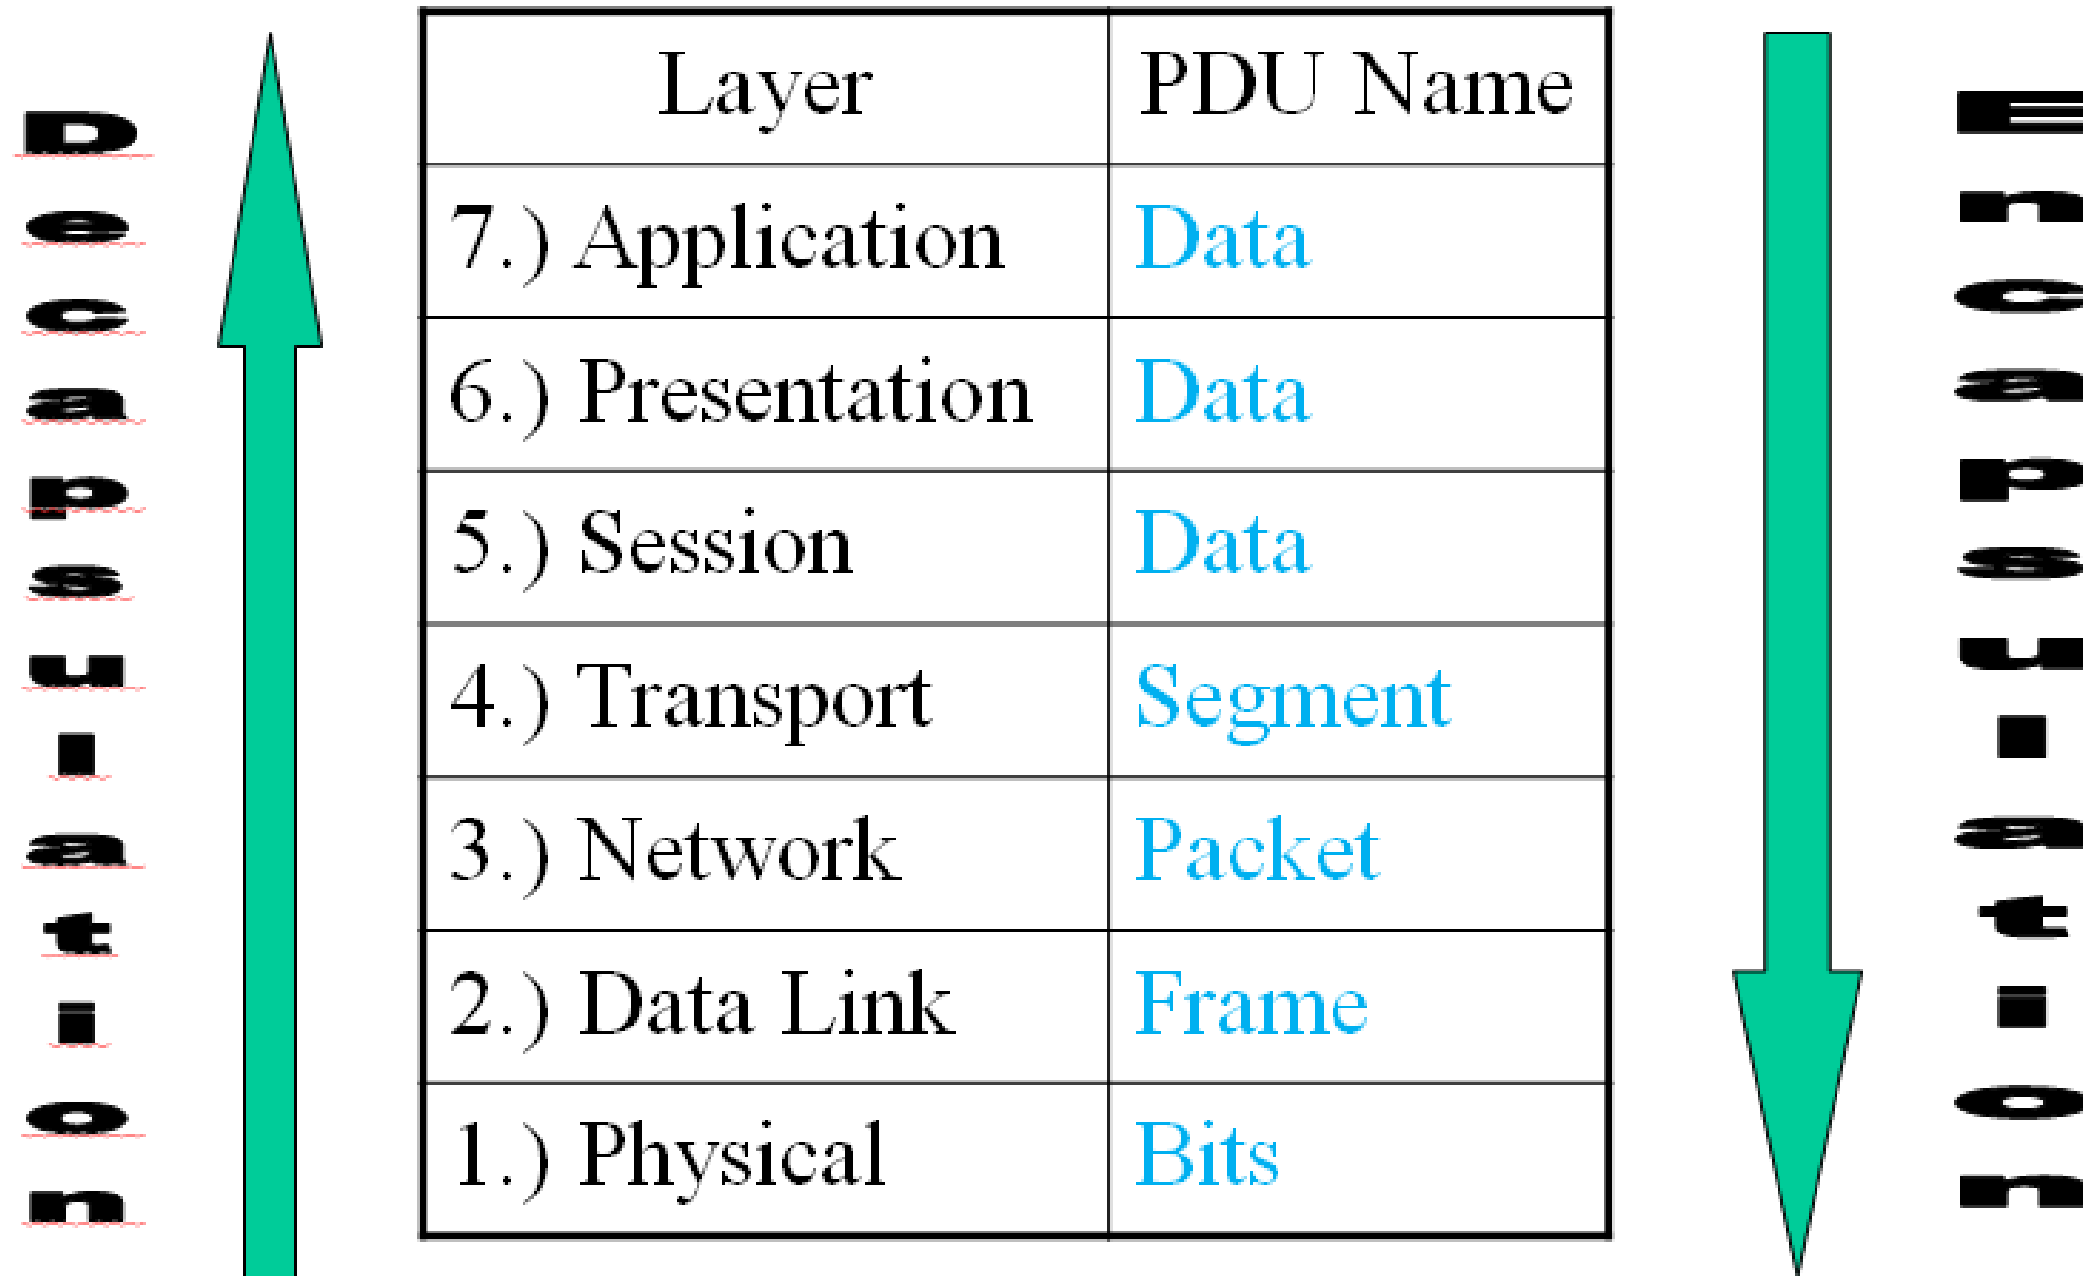 Decapsulation
Layer PDU Name
7.) Application Data
6.) Presentation Data
5.) Session Data
4.) Transport Segment
3.) Network Packet
2.) Data Link Frame
1.) Physical Bits
Encapsulation